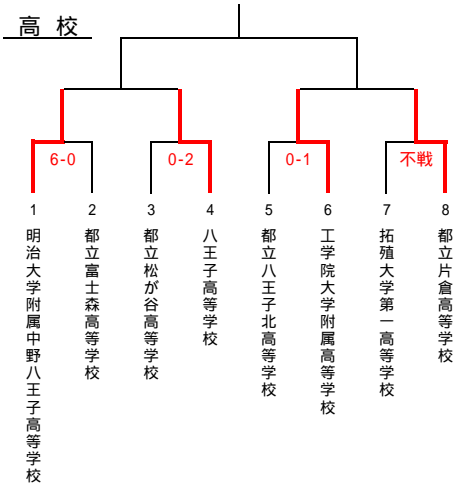 高校
6-0
0-2
0-1
不戦
1
2
3
4
5
6
7
8
明治大学附属中野八王子高等学校
都立富士森高等学校
都立松が谷高等学校
八王子高等学校
都立八王子北高等学校
工学院大学附属高等学校
拓殖大学第一高等学校
都立片倉高等学校